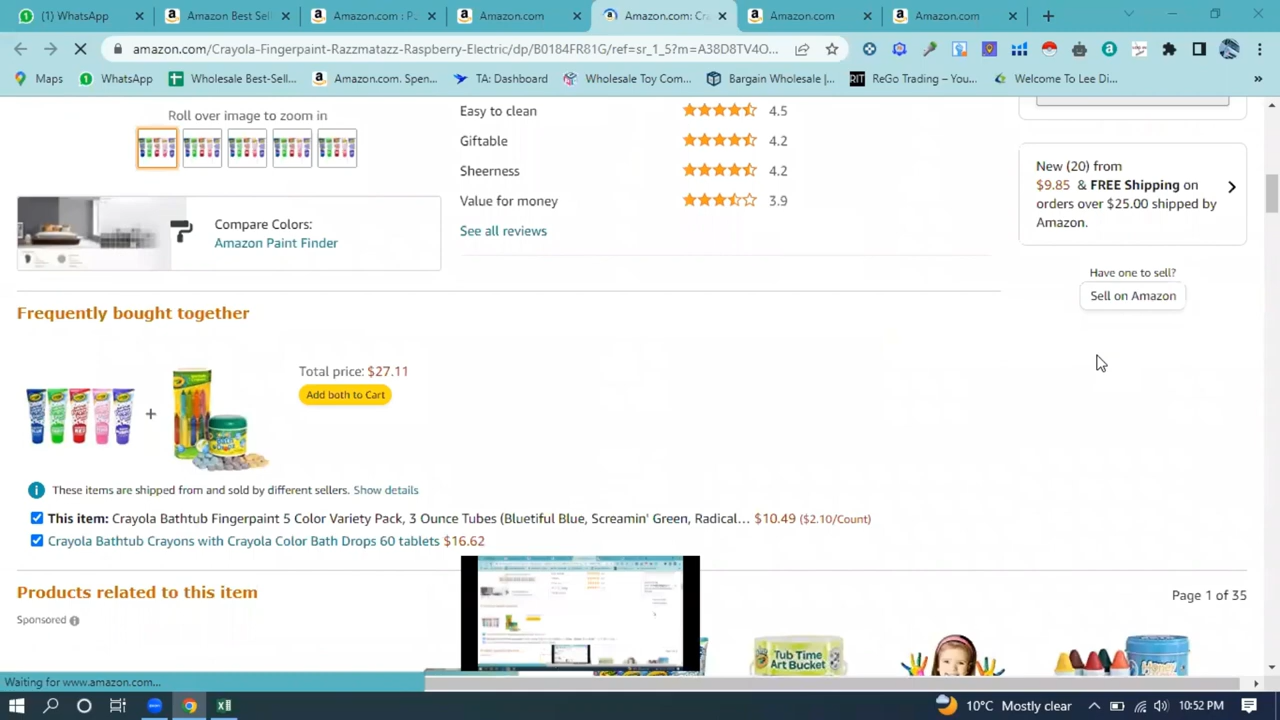 (1) WhatsApp
Amazon Best Sel
Amazon.com : Pu
Amazon.com
Amazon.com: Cra
Amazon.com
Amazon.com
amazon.com/Crayola-Fingerpaint-Razzmatazz-Raspberry-Electric/dp/B0184FR81G/ref=sr_1_5?m=A38D8TV4O...
Maps
WhatsApp
Wholesale Best-Sell...
Amazon.com. Spen...
TA: Dashboard
Wholesale Toy Com...
Bargain Wholesale |...
RIT
ReGo Trading – You...
Welcome To Lee Di...
Roll over image to zoom in
Easy to clean 4.5
Giftable 4.2
Sheerness 4.2
Value for money 3.9
See all reviews
New (20) from
$9.85 & FREE Shipping on
orders over $25.00 shipped by
Amazon.
Compare Colors:
Amazon Paint Finder
Have one to sell?
Sell on Amazon
Frequently bought together
Total price: $27.11
Add both to Cart
+
These items are shipped from and sold by different sellers. Show details
This item: Crayola Bathtub Fingerpaint 5 Color Variety Pack, 3 Ounce Tubes (Bluetiful Blue, Screamin' Green, Radical... $10.49 ($2.10/Count)
Crayola Bathtub Crayons with Crayola Color Bath Drops 60 tablets $16.62
Products related to this item
Page 1 of 35
Sponsored
TUB TIME
ART BUCKET
Waiting for www.amazon.com...
10°C Mostly clear
10:52 PM